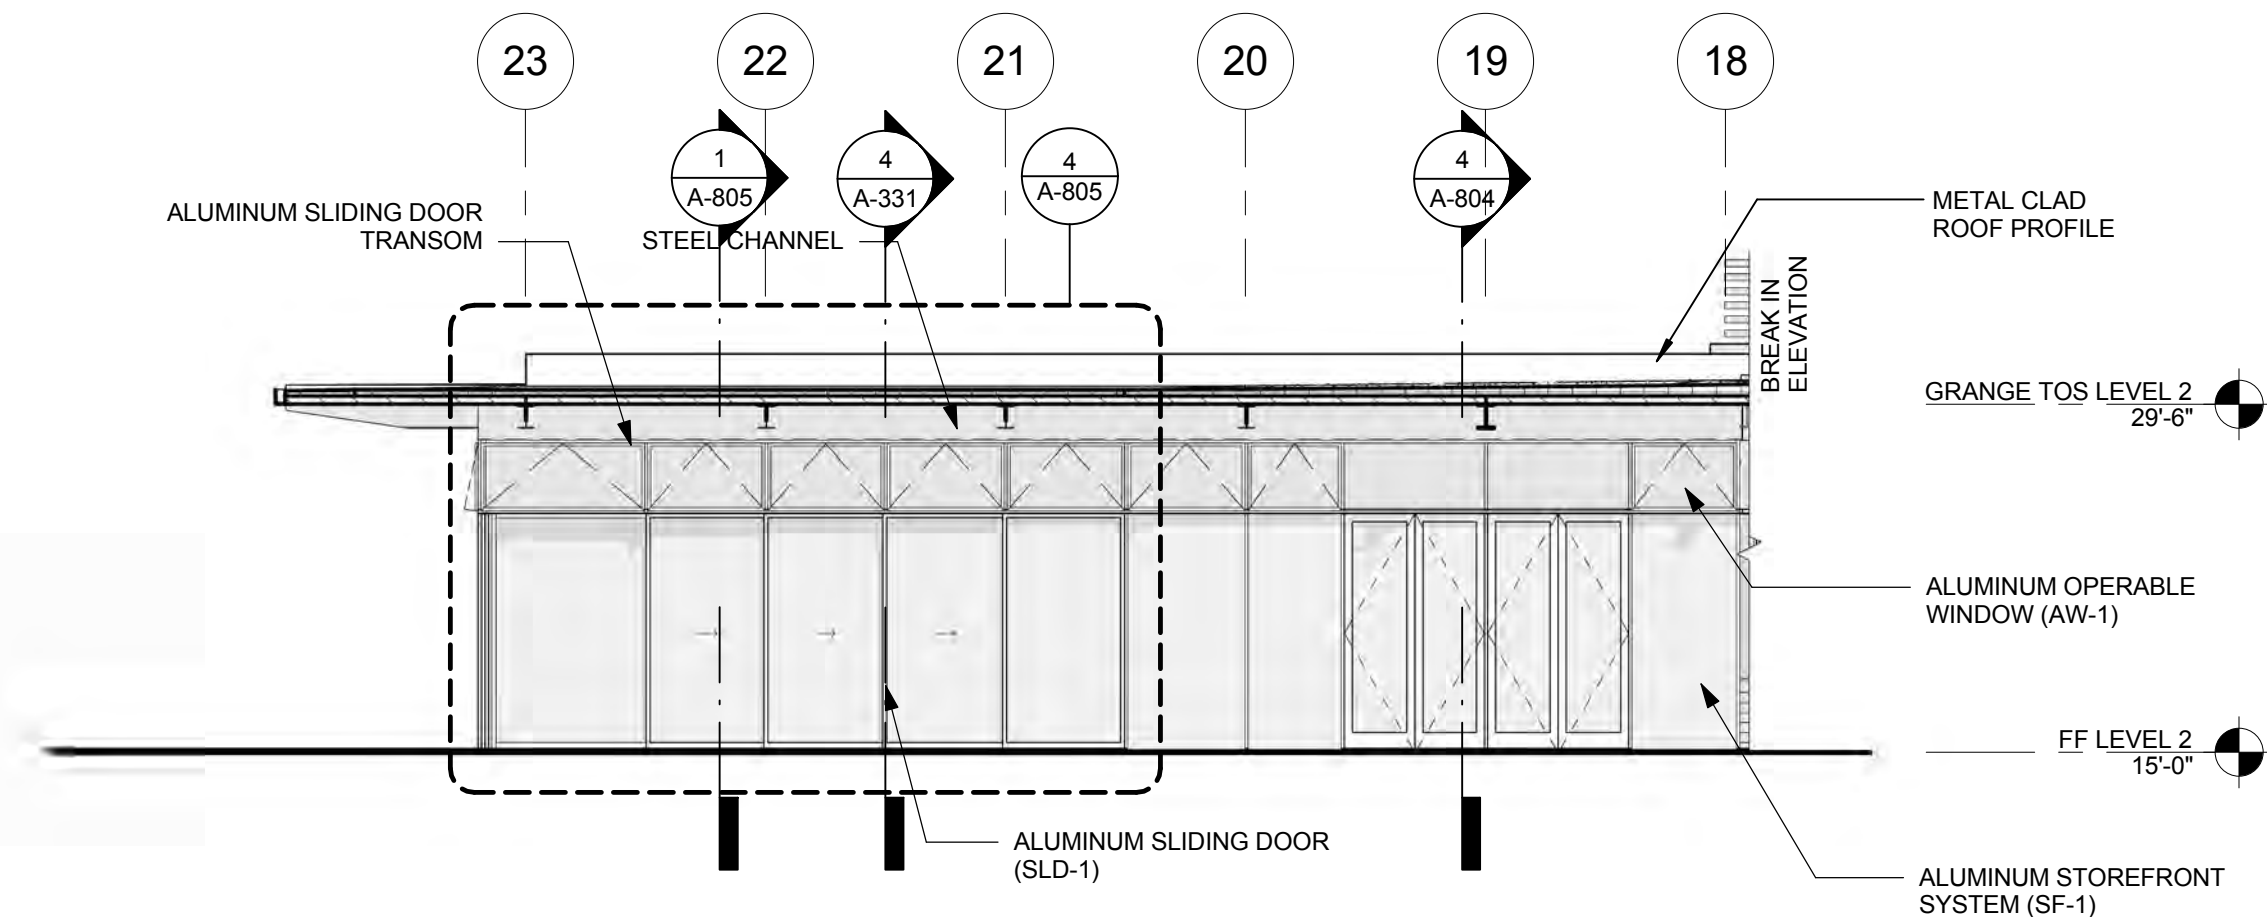 23
22
21
20
19
18
1
A-805
4
A-331
4
A-805
4
A-804
ALUMINUM SLIDING DOOR
TRANSOM
STEEL CHANNEL
METAL CLAD
ROOF PROFILE
BREAK IN
ELEVATION
GRANGE TOS LEVEL 2
29'-6"
ALUMINUM OPERABLE
WINDOW (AW-1)
FF LEVEL 2
15'-0"
ALUMINUM SLIDING DOOR
(SLD-1)
ALUMINUM STOREFRONT
SYSTEM (SF-1)